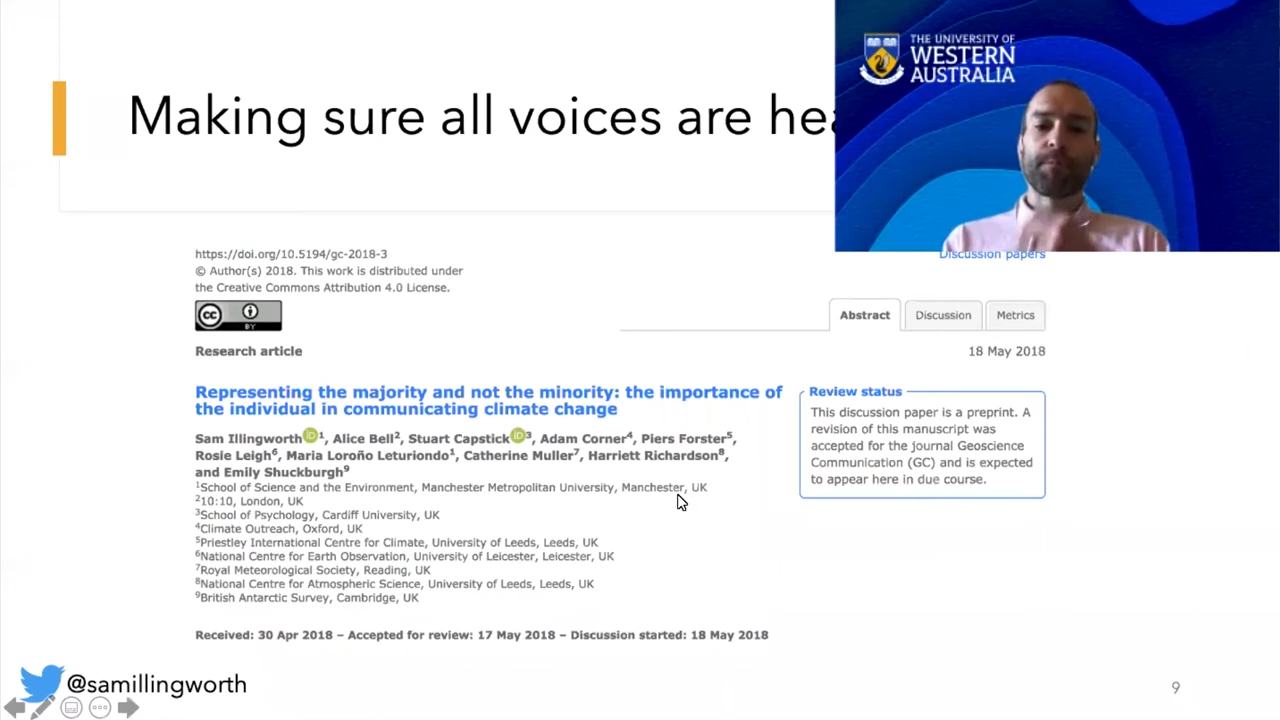 THE UNIVERSITY OF
WESTERN
AUSTRALIA
Making sure all voices are hea
https://doi.org/10.5194/gc-2018-3
© Author(s) 2018. This work is distributed under
the Creative Commons Attribution 4.0 License.
cc
BY
Discussion papers
Abstract
Discussion
Metrics
Research article
18 May 2018
Representing the majority and not the minority: the importance of
the individual in communicating climate change
Sam Illingworth iD 1, Alice Bell2, Stuart Capstick iD 3, Adam Corner4, Piers Forster5,
Rosie Leigh6, Maria Loroño Leturiondo1, Catherine Muller7, Harriett Richardson8,
and Emily Shuckburgh9
1School of Science and the Environment, Manchester Metropolitan University, Manchester, UK
210:10, London, UK
3School of Psychology, Cardiff University, UK
4Climate Outreach, Oxford, UK
5Priestley International Centre for Climate, University of Leeds, Leeds, UK
6National Centre for Earth Observation, University of Leicester, Leicester, UK
7Royal Meteorological Society, Reading, UK
8National Centre for Atmospheric Science, University of Leeds, Leeds, UK
9British Antarctic Survey, Cambridge, UK
Received: 30 Apr 2018 – Accepted for review: 17 May 2018 – Discussion started: 18 May 2018
Review status
This discussion paper is a preprint. A
revision of this manuscript was
accepted for the journal Geoscience
Communication (GC) and is expected
to appear here in due course.
@samillingworth
9